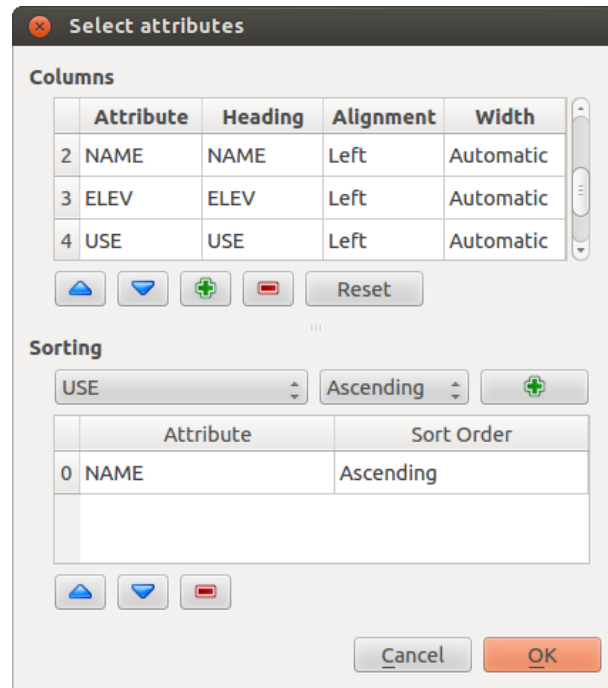 Select attributes
Columns
Attribute Heading Alignment Width
2 NAME NAME Left Automatic
3 ELEV ELEV Left Automatic
4 USE USE Left Automatic
Reset
Sorting
USE Ascending
Attribute Sort Order
0 NAME Ascending
Cancel OK